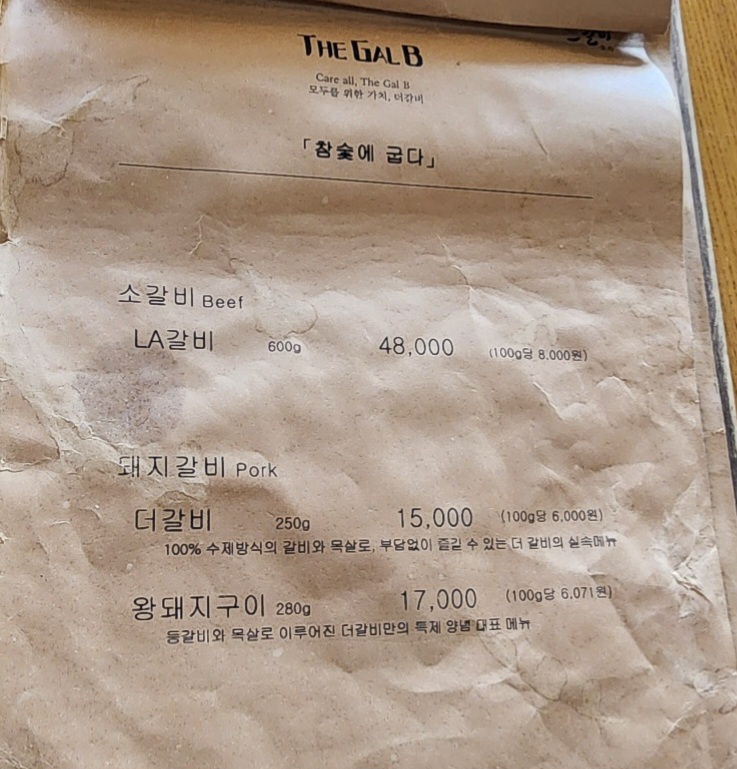 THE GAL B
Care all, The Gal B
모두를 위한 가치, 더갈비
「참숯에 굽다」
소갈비 Beef
LA갈비 600g 48,000 (100g당 8,000원)
돼지갈비 Pork
더갈비 250g 15,000 (100g당 6,000원)
100% 수제방식의 갈비와 목살로, 부담없이 즐길 수 있는 더 갈비의 실속메뉴
왕돼지구이 280g 17,000 (100g당 6,071원)
등갈비와 목살로 이루어진 더갈비만의 특제 양념 대표 메뉴